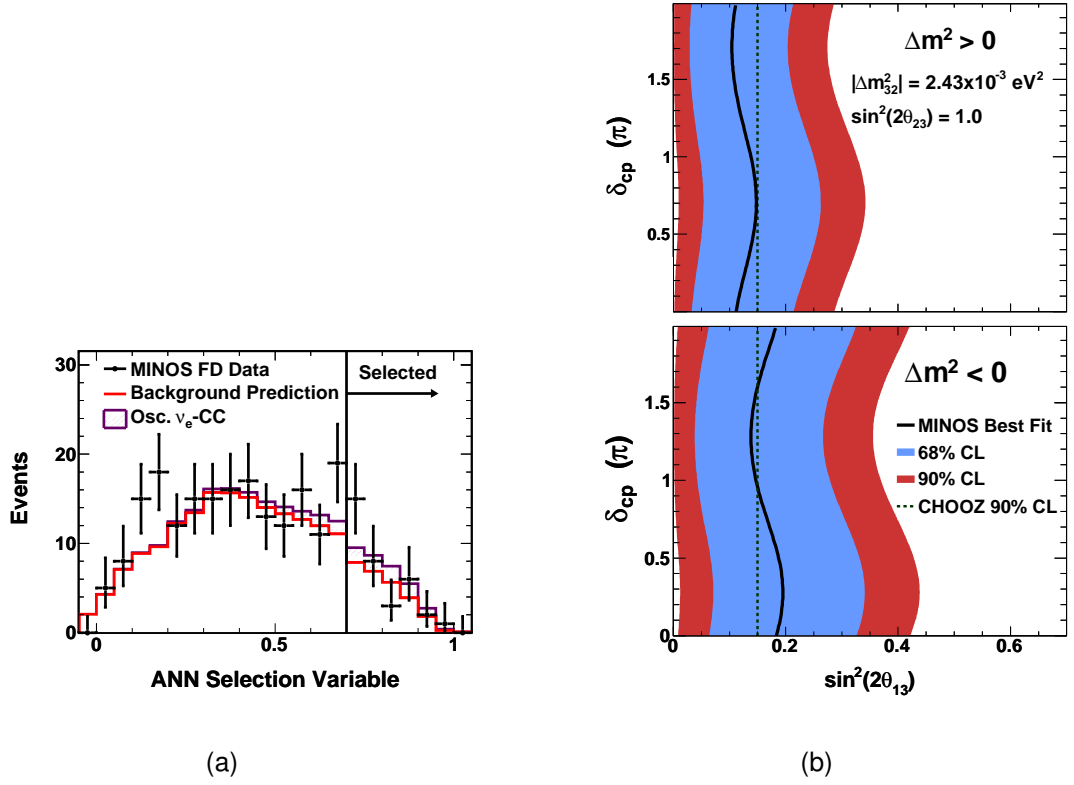 30
20
10
0
Events
MINOS FD Data
Background Prediction
Osc. νe-CC
Selected
0
0.5
1
ANN Selection Variable
(a)
1.5
1
0.5
δcp (π)
Δm² > 0
|Δm²32| = 2.43x10⁻³ eV²
sin²(2θ23) = 1.0
1.5
1
0.5
0
δcp (π)
Δm² < 0
MINOS Best Fit
68% CL
90% CL
CHOOZ 90% CL
0
0.2
0.4
0.6
sin²(2θ13)
(b)